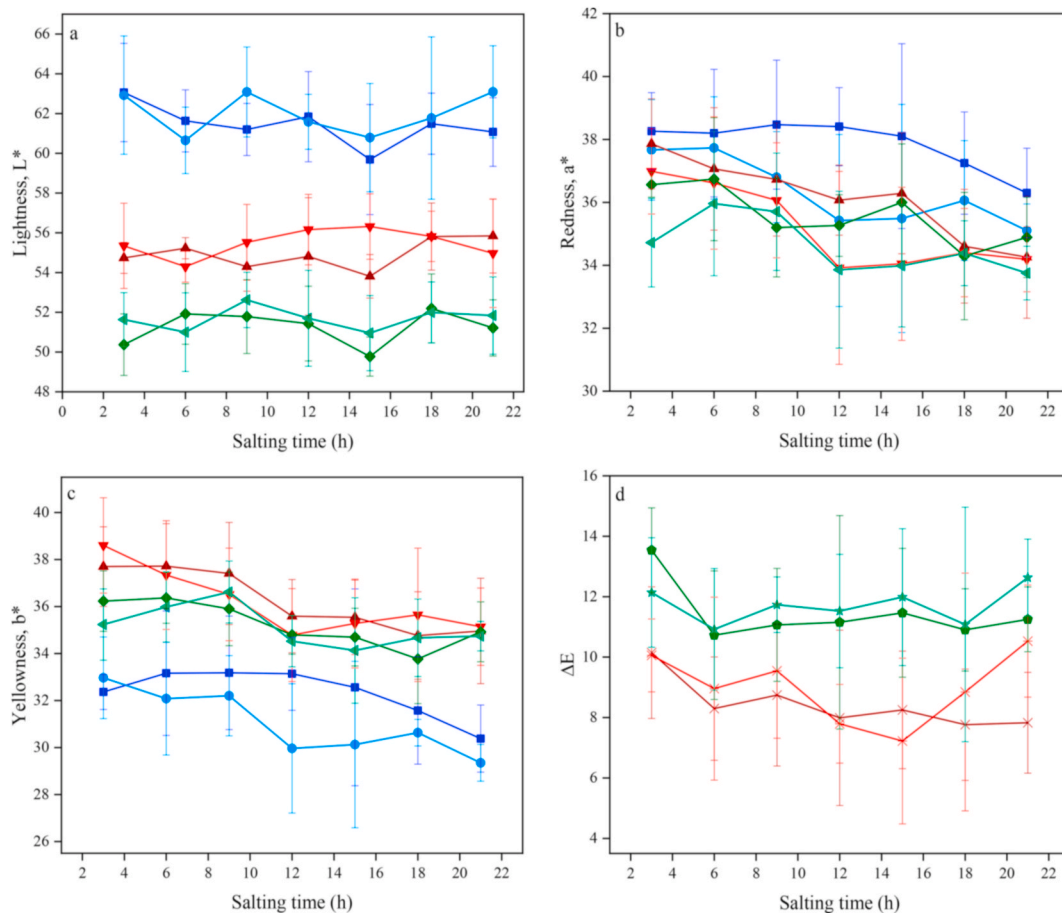 a
Lightness, L*
66
64
62
60
58
56
54
52
50
48
0 2 4 6 8 10 12 14 16 18 20 22
Salting time (h)
b
Redness, a*
42
40
38
36
34
32
30
2 4 6 8 10 12 14 16 18 20 22
Salting time (h)
c
Yellowness, b*
40
38
36
34
32
30
28
26
2 4 6 8 10 12 14 16 18 20 22
Salting time (h)
d
ΔE
16
14
12
10
8
6
4
2 4 6 8 10 12 14 16 18 20 22
Salting time (h)